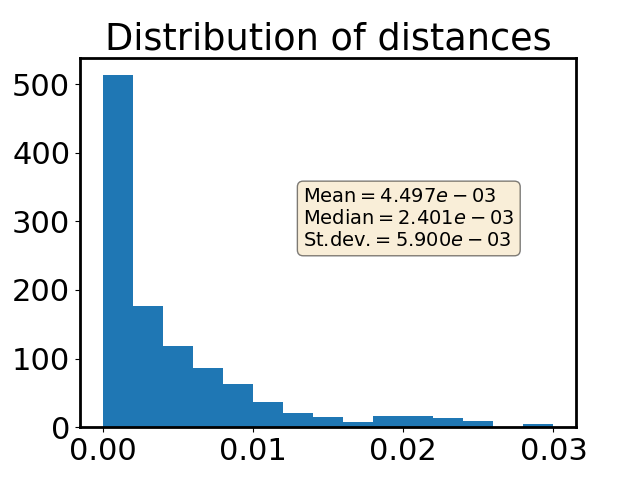 Distribution of distances
500
400
300
200
100
0
Mean = 4.497e − 03
Median = 2.401e − 03
St.dev. = 5.900e − 03
0.00 0.01 0.02 0.03